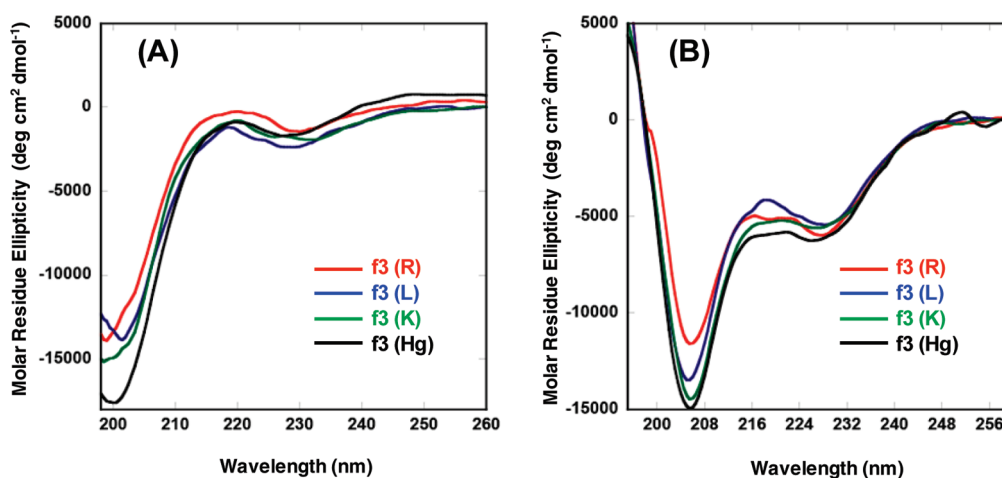 (A)
5000
0
-5000
-10000
-15000
Molar Residue Ellipticity (deg cm² dmol⁻¹)
f3 (R)
f3 (L)
f3 (K)
f3 (Hg)
200 210 220 230 240 250 260
Wavelength (nm)
(B)
5000
0
-5000
-10000
-15000
Molar Residue Ellipticity (deg cm² dmol⁻¹)
f3 (R)
f3 (L)
f3 (K)
f3 (Hg)
200 208 216 224 232 240 248 256
Wavelength (nm)